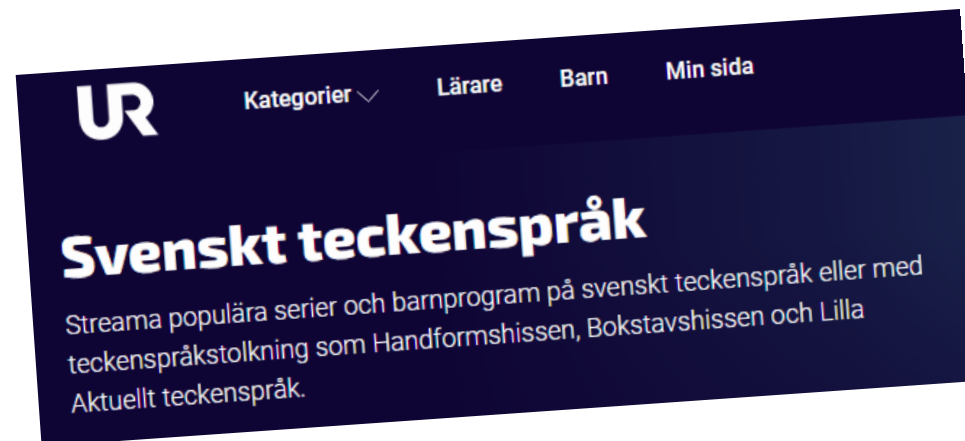 UR Kategorier Lärare Barn Min sida
Svenskt teckenspråk
Streama populära serier och barnprogram på svenskt teckenspråk eller med
teckenspråkstolkning som Handformshissen, Bokstavshissen och Lilla
Aktuellt teckenspråk.